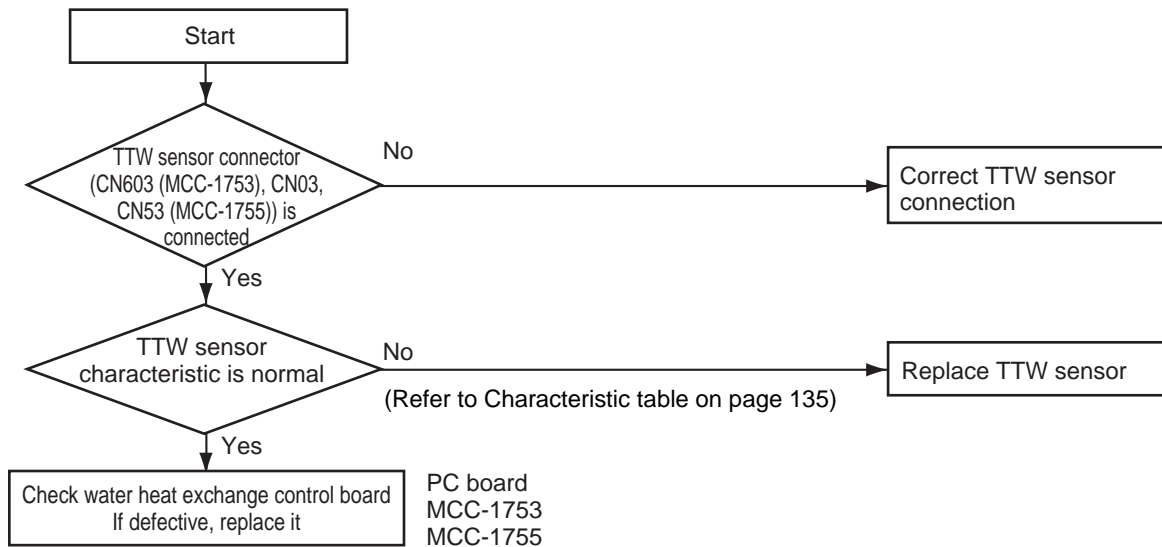 Start
TTW sensor connector
(CN603 (MCC-1753), CN03,
CN53 (MCC-1755)) is
connected
No
Correct TTW sensor
connection
Yes
TTW sensor
characteristic is normal
No
(Refer to Characteristic table on page 135)
Replace TTW sensor
Yes
Check water heat exchange control board
If defective, replace it
PC board
MCC-1753
MCC-1755